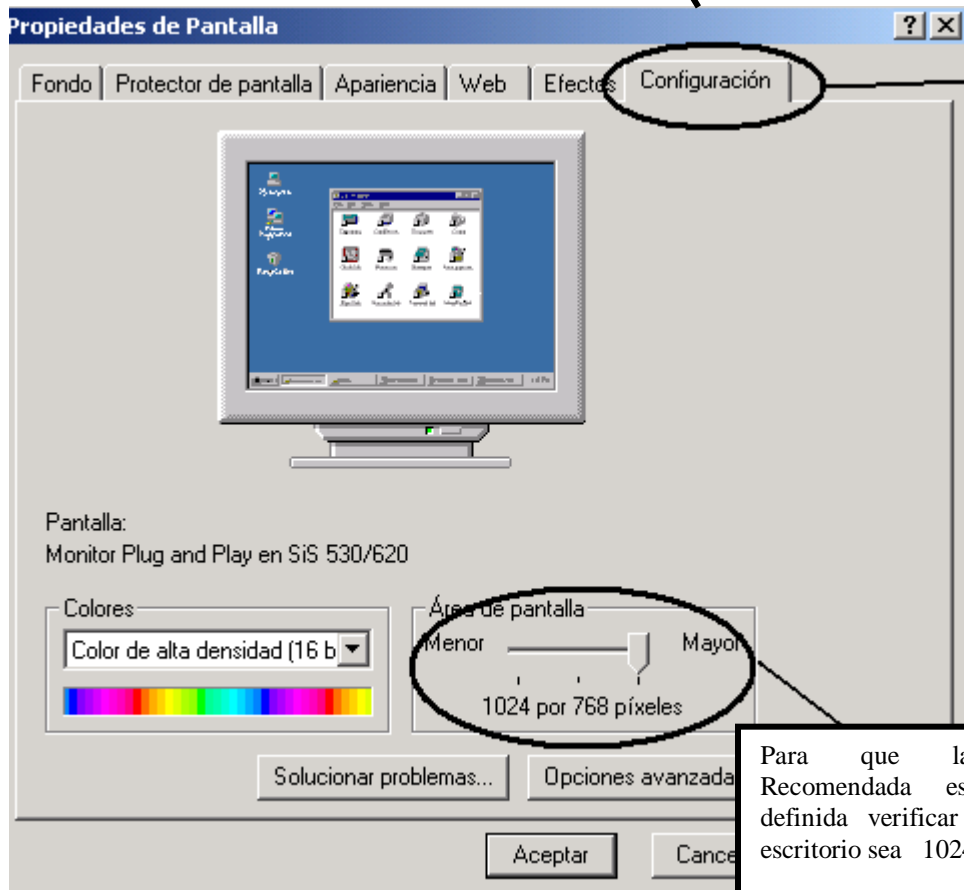 Propiedades de Pantalla
Fondo Protector de pantalla Apariencia Web Efectos Configuración
Pantalla:
Monitor Plug and Play en SiS 530/620
Colores
Color de alta densidad (16 b
Área de pantalla
Menor Mayor
1024 por 768 píxeles
Solucionar problemas... Opciones avanzada
Para que la
Recomendada es
definida verificar
escritorio sea 1024
Aceptar Cance